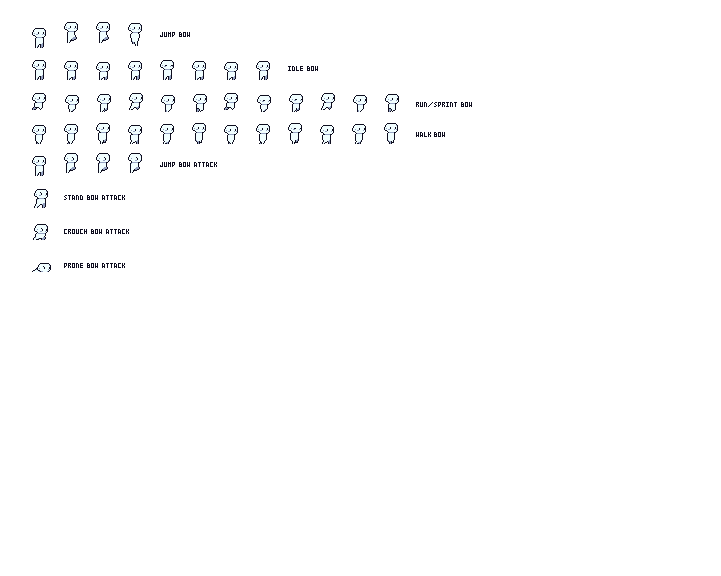 JUMP BOW
IDLE BOW
RUN/SPRINT BOW
WALK BOW
JUMP BOW ATTACK
STAND BOW ATTACK
CROUCH BOW ATTACK
PRONE BOW ATTACK